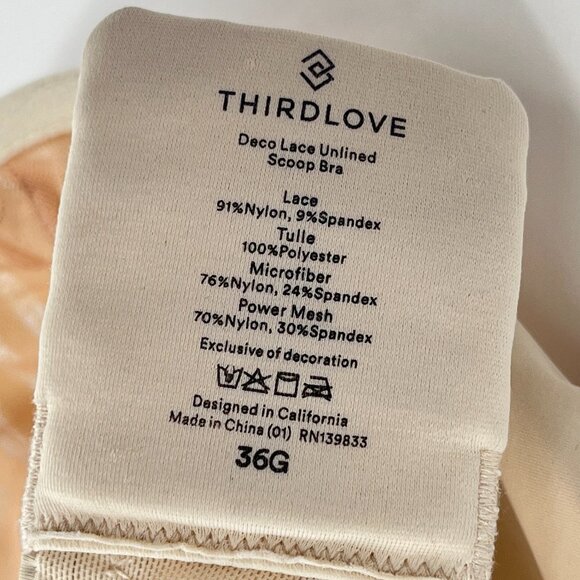 THIRDLOVE
Deco Lace Unlined
Scoop Bra
Lace
91%Nylon, 9%Spandex
Tulle
100%Polyester
Microfiber
76%Nylon, 24%Spandex
Power Mesh
70%Nylon, 30%Spandex
Exclusive of decoration
Designed in California
Made in China (01) RN139833
36G